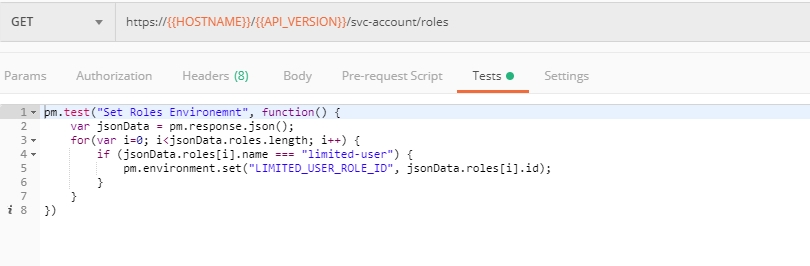 GET https://{{HOSTNAME}}/{{API_VERSION}}/svc-account/roles
Params Authorization Headers (8) Body Pre-request Script Tests Settings
1 pm.test("Set Roles Environemnt", function() {
2 var jsonData = pm.response.json();
3 for(var i=0; i<jsonData.roles.length; i++) {
4 if (jsonData.roles[i].name === "limited-user") {
5 pm.environment.set("LIMITED_USER_ROLE_ID", jsonData.roles[i].id);
6 }
7 }
i 8 })